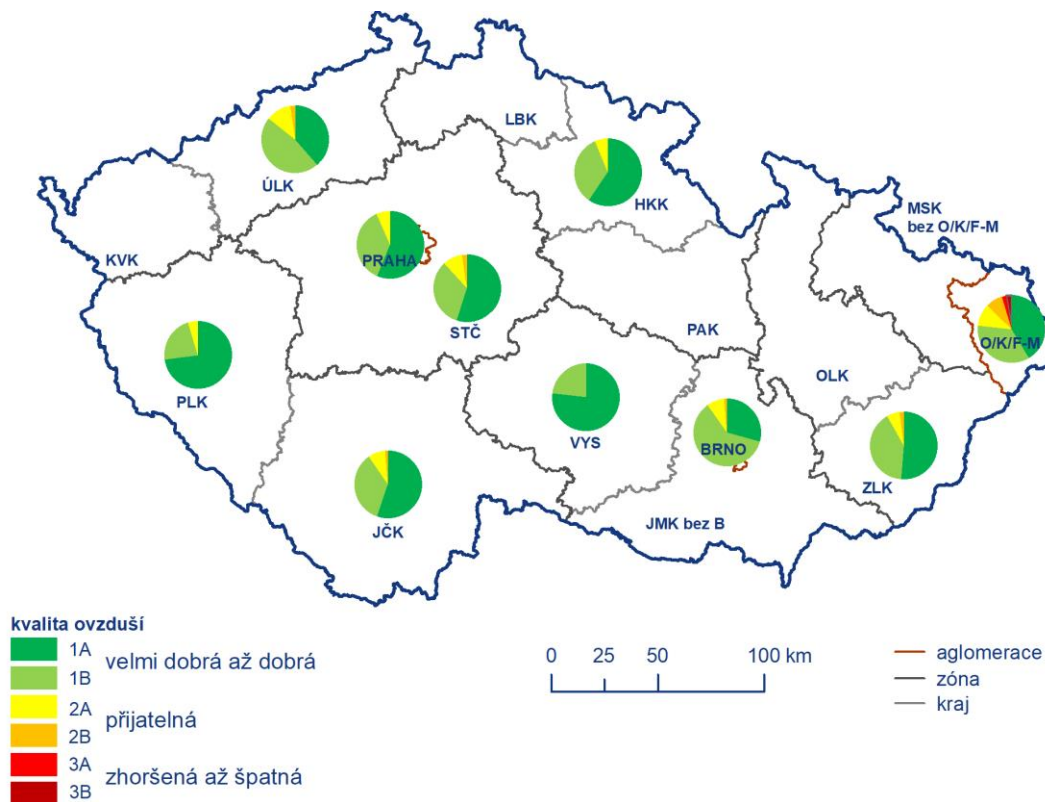 LBK
ÚLK
HKK
MSK
bez O/K/F-M
KVK
PRAHA
STČ
PAK
O/K/F-M
PLK
OLK
VYS
BRNO
ZLK
JČK
JMK bez B
kvalita ovzduší
1A
velmi dobrá až dobrá
1B
2A
přijatelná
2B
3A
zhoršená až špatná
3B
0 25 50 100 km
aglomerace
zóna
kraj